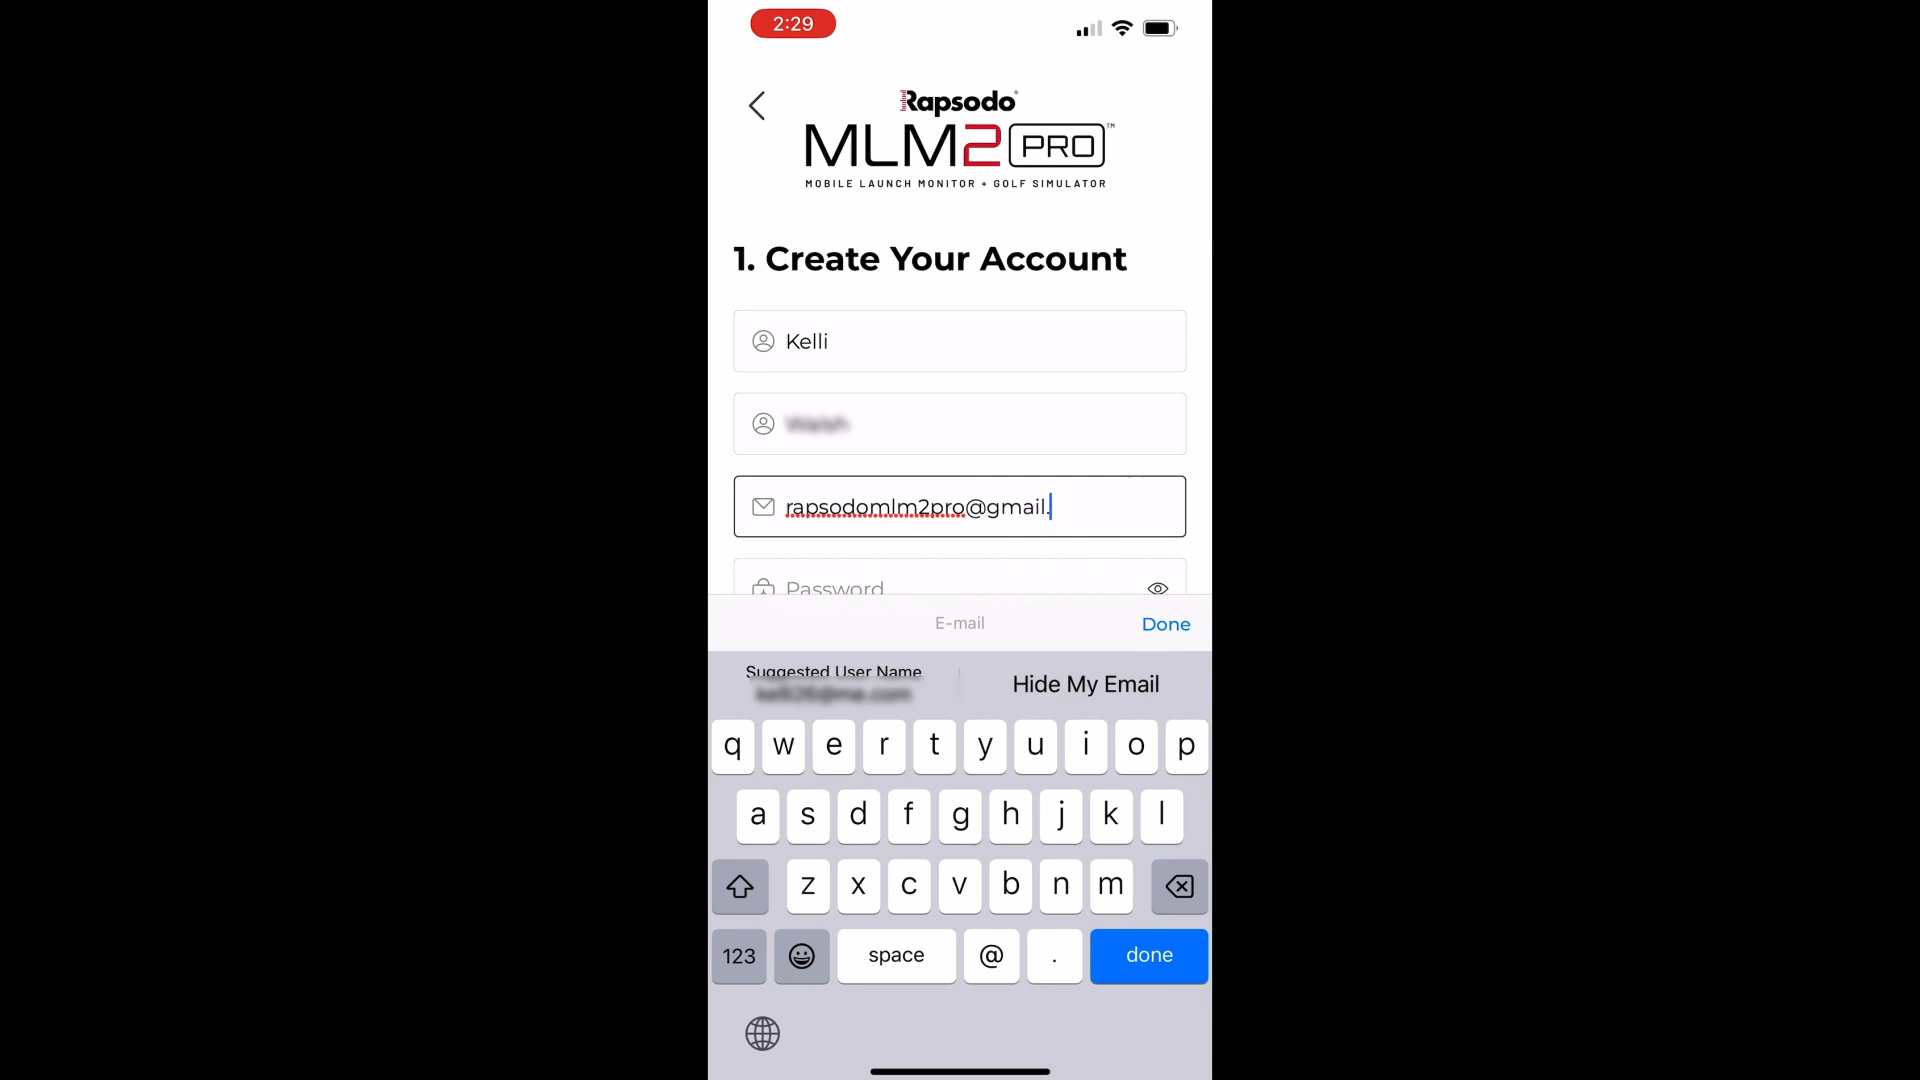 2:29
Rapsodo®
MLM2 PRO™
MOBILE LAUNCH MONITOR + GOLF SIMULATOR
1. Create Your Account
Kelli
rapsodomlm2pro@gmail.
Password
E-mail
Done
Suggested User Name
Hide My Email
q w e r t y u i o p
a s d f g h j k l
z x c v b n m
123 space @ . done